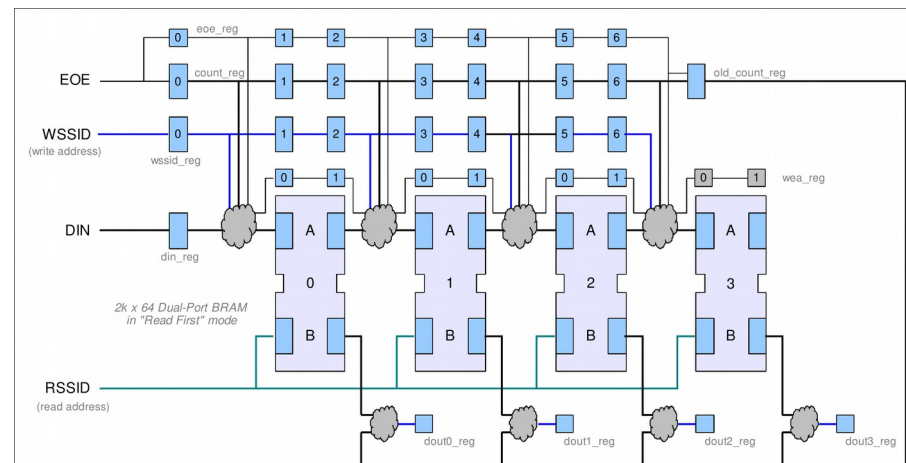 eoe_reg
0 1 2 3 4 5 6
EOE
count_reg
0 1 2 3 4 5 6
old_count_reg
WSSID
(write address)
0 1 2 3 4 5 6
wssid_reg
0 1 0 1 0 1 0 1
wea_reg
DIN
din_reg
A A A A
0 1 2 3
2k x 64 Dual-Port BRAM
in "Read First" mode
B B B B
RSSID
(read address)
dout0_reg dout1_reg dout2_reg dout3_reg